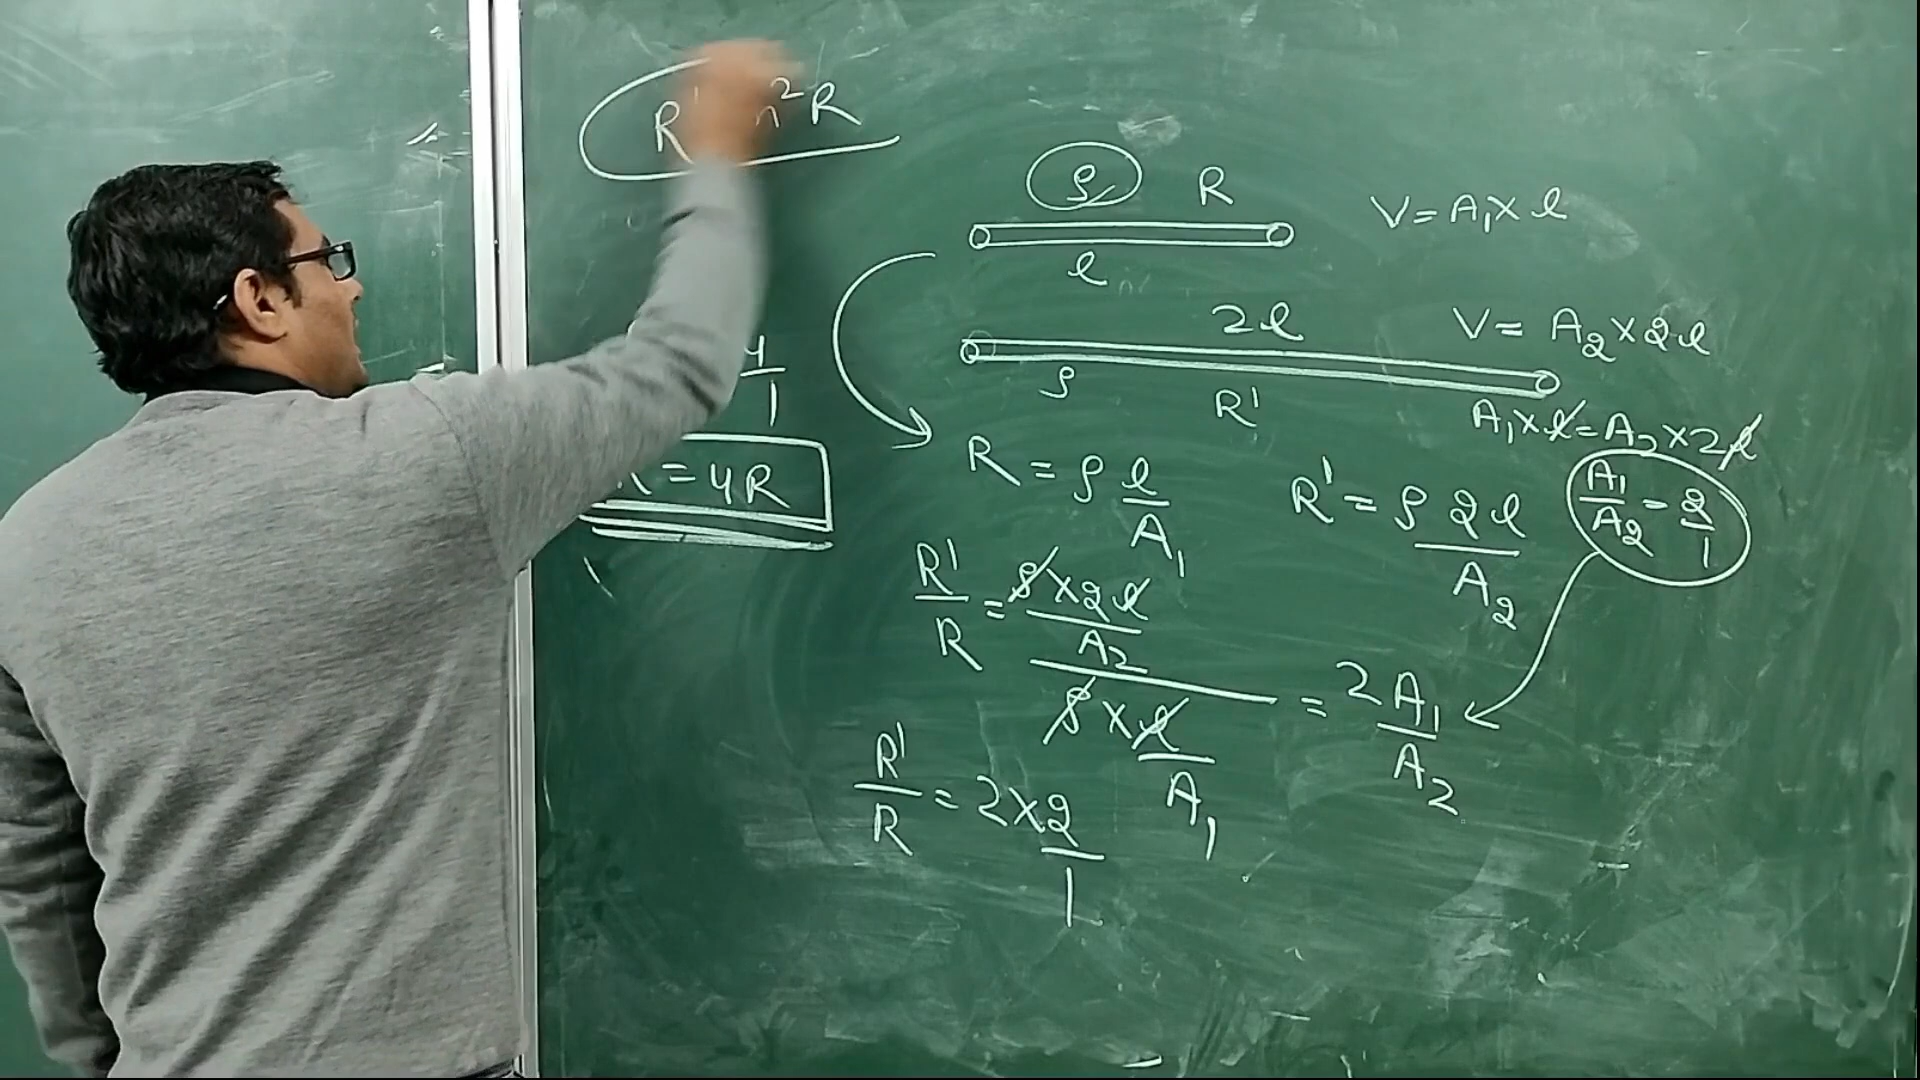 R' n²R
4/1
= 4R
ρ R
l
V = A₁ x l
2l
V = A₂ x 2l
ρ R'
A₁ x l = A₂ x 2l
A₁/A₂ = 2/1
R = ρ l/A₁
R' = ρ 2l/A₂
R'/R = (ρ x 2l/A₂)/(ρ x l/A₁) = 2A₁/A₂
R'/R = 2 x 2/1